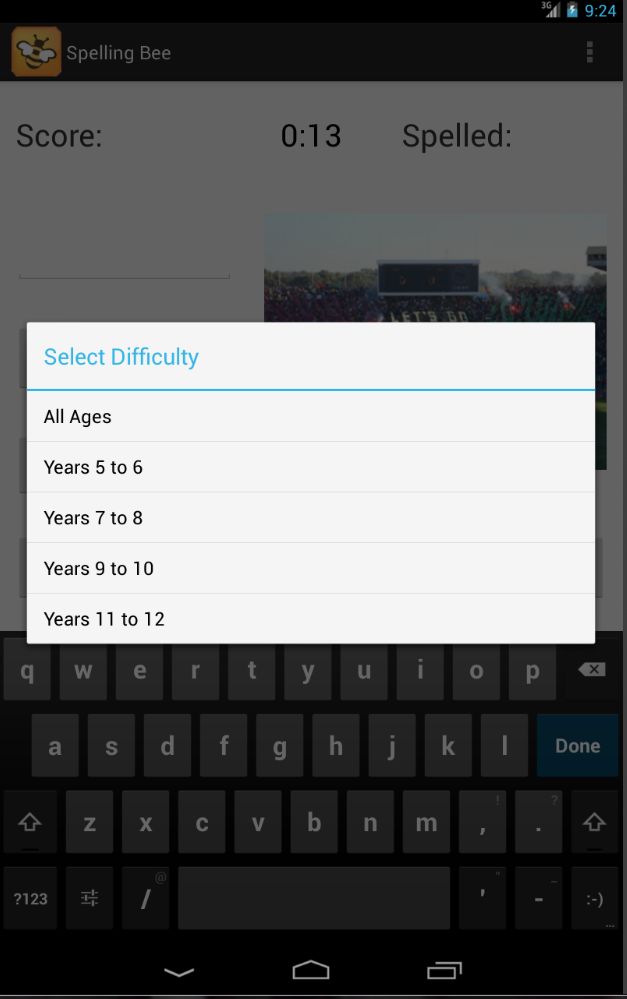 3G 9:24
Spelling Bee
Score: 0:13 Spelled:
LET'S GO
Select Difficulty
All Ages
Years 5 to 6
Years 7 to 8
Years 9 to 10
Years 11 to 12
q w e r t y u i o p
a s d f g h j k l Done
! ?
z x c v b n m , .
@ " _
?123 / ' - :-)
...